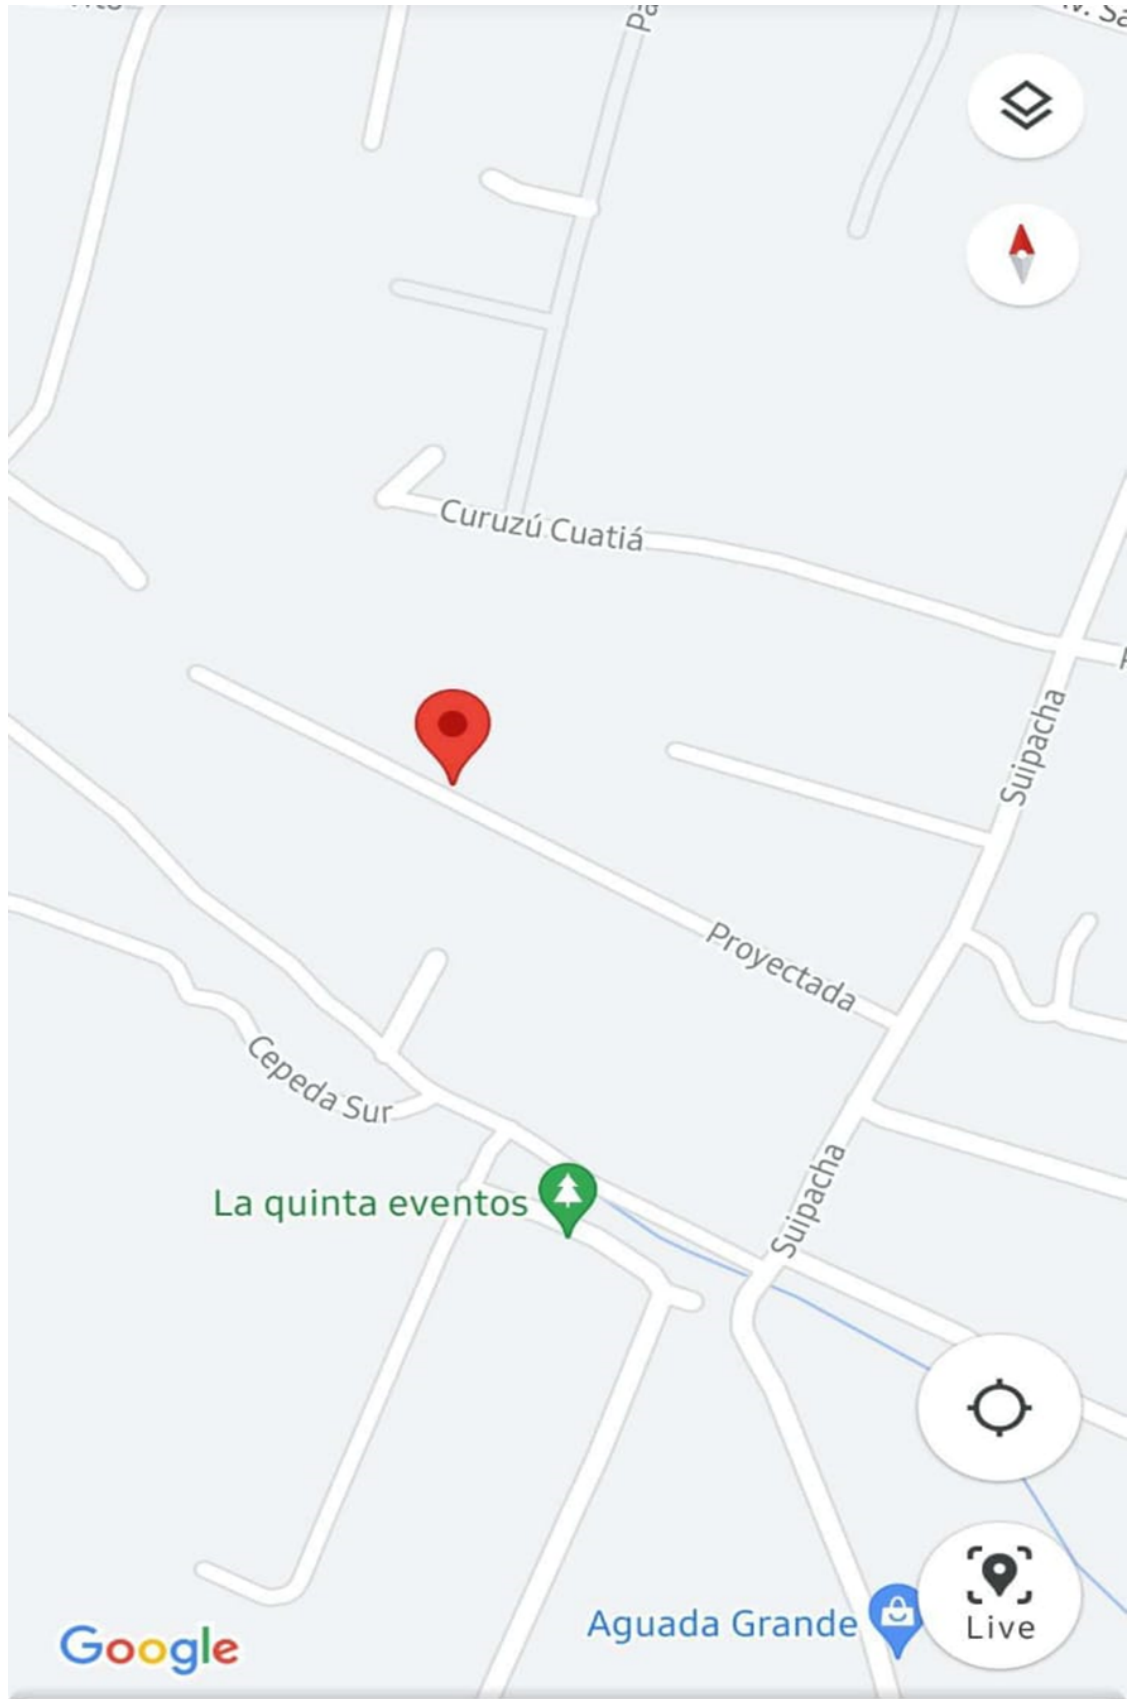 Curuzú Cuatiá
Suipacha
Proyectada
Cepeda Sur
Suipacha
La quinta eventos
Aguada Grande
Live
Google